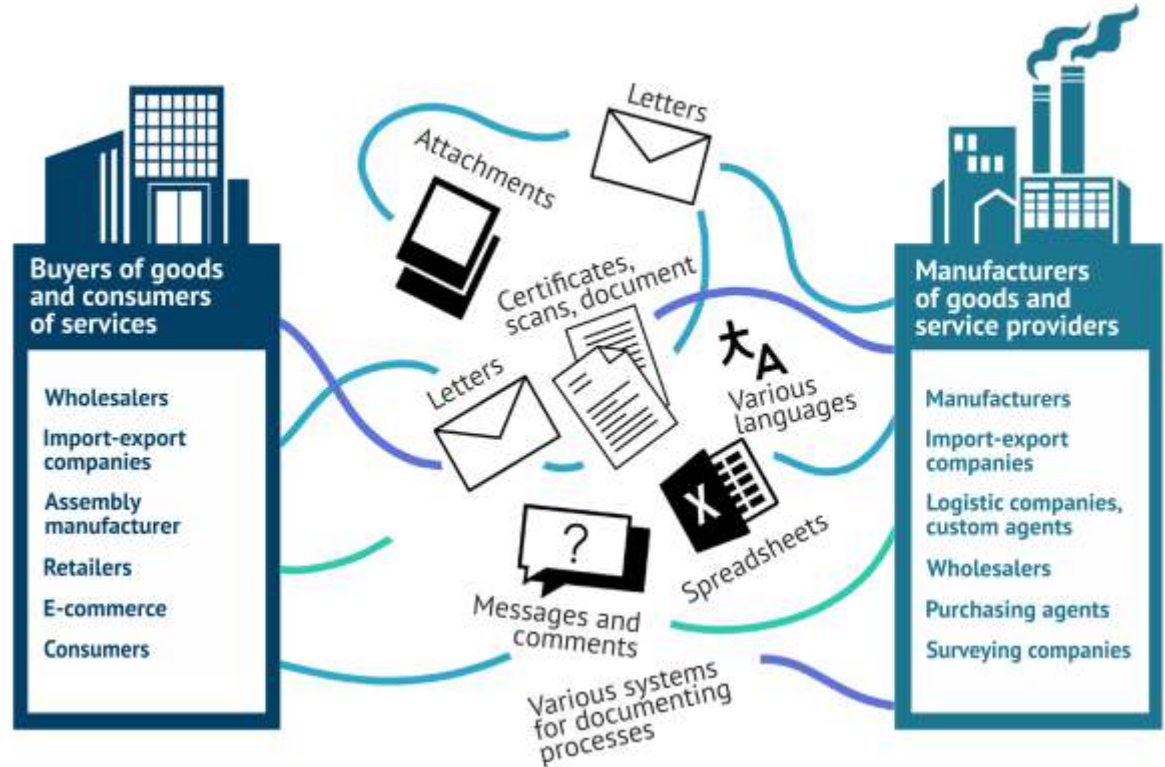 Buyers of goods
and consumers
of services
Wholesalers
Import-export
companies
Assembly
manufacturer
Retailers
E-commerce
Consumers
Letters
Attachments
Certificates,
scans, document
Letters
Various
languages
X
Spreadsheets
?
Messages and
comments
Various systems
for documenting
processes
Manufacturers
of goods and
service providers
Manufacturers
Import-export
companies
Logistic companies,
custom agents
Wholesalers
Purchasing agents
Surveying companies